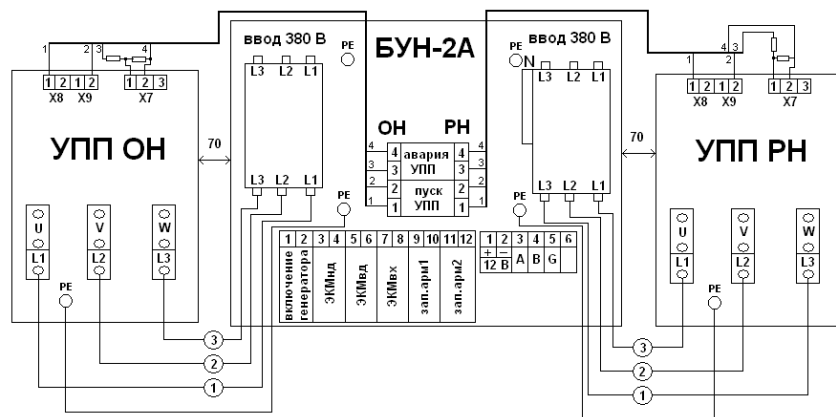 ввод 380 В
PE
БУН-2А
PE
ввод 380 В
N
1 2 3 4
4 3
1 2
L3 L2 L1
L3 L2 L1
1 2 1 2
1 2 3
X8 X9 X7
1 2 1 2
1 2 3
X8 X9 X7
УПП ОН
70
ОН РН
70
УПП РН
4 4 авария УПП 4 4
3 3 3 3
2 2 пуск УПП 2 2
1 1 1 1
L3 L2 L1
L3 L2 L1
PE
PE
U V W
L1 L2 L3
PE
U V W
L1 L2 L3
PE
1 2 3 4 5 6 7 8 9 10 11 12
включение генератора
ЭКМнд
ЭКМвд
ЭКМвх
зап.арм1
зап.арм2
1 2 3 4 5 6
+ − A B G
12 В
3
2
1
3
2
1